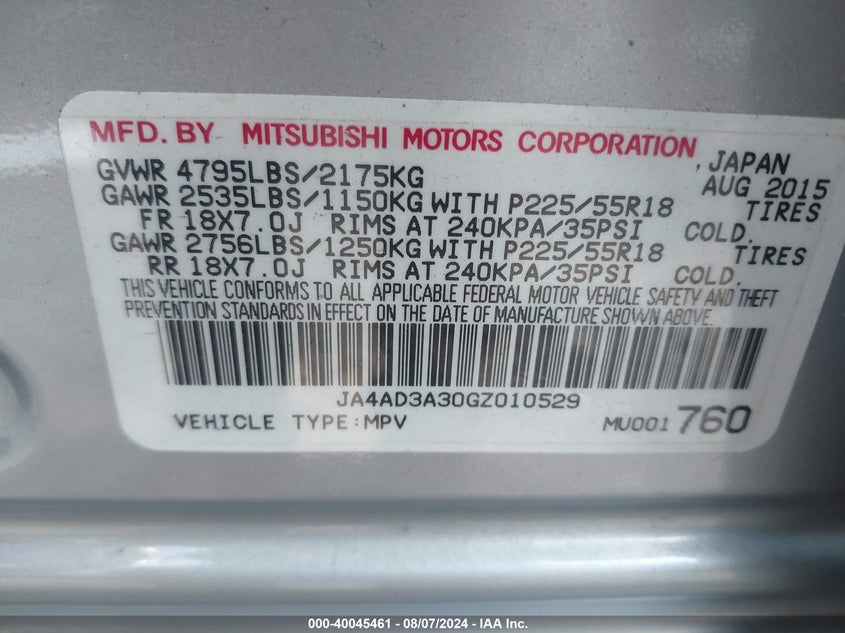 MFD. BY MITSUBISHI MOTORS CORPORATION
, JAPAN
GVWR 4795LBS/2175KG AUG 2015
GAWR 2535LBS/1150KG WITH P225/55R18 TIRES
FR 18X7.0J RIMS AT 240KPA/35PSI COLD.
GAWR 2756LBS/1250KG WITH P225/55R18 TIRES
RR 18X7.0J RIMS AT 240KPA/35PSI COLD.
THIS VEHICLE CONFORMS TO ALL APPLICABLE FEDERAL MOTOR VEHICLE SAFETY AND THEFT
PREVENTION STANDARDS IN EFFECT ON THE DATE OF MANUFACTURE SHOWN ABOVE.
JA4AD3A30GZ010529
VEHICLE TYPE:MPV MU001760
000-40045461 - 08/07/2024 - IAA Inc.